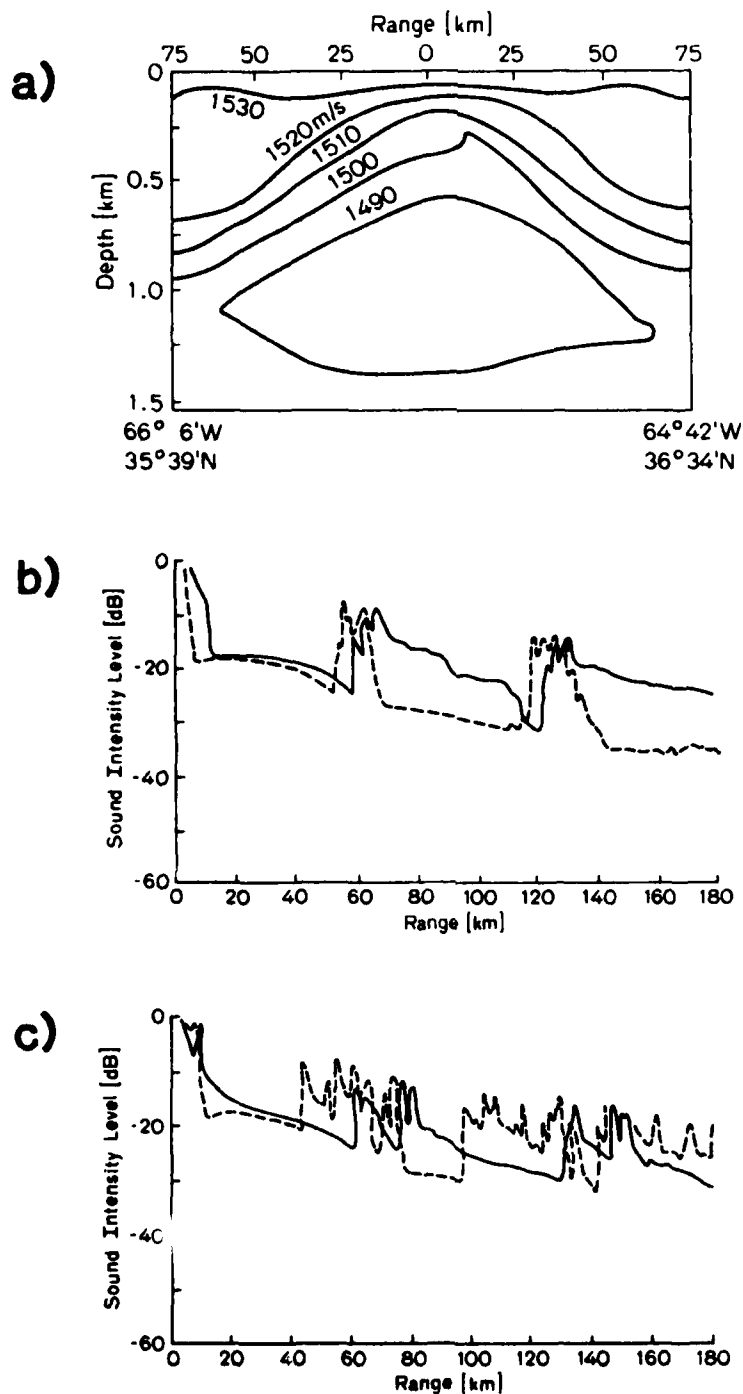 Range [km]
75 50 25 0 25 50 75
a)
0
0.5
1.0
1.5
Depth [km]
1530
1520 m/s
1510
1500
1490
66° 6'W
35°39'N
64°42'W
36°34'N
b)
0
-20
-40
-60
Sound Intensity Level [dB]
0 20 40 60 80 100 120 140 160 180
Range [km]
c)
0
-20
-40
-60
Sound Intensity Level [dB]
0 20 40 60 80 100 120 140 160 180
Range [km]